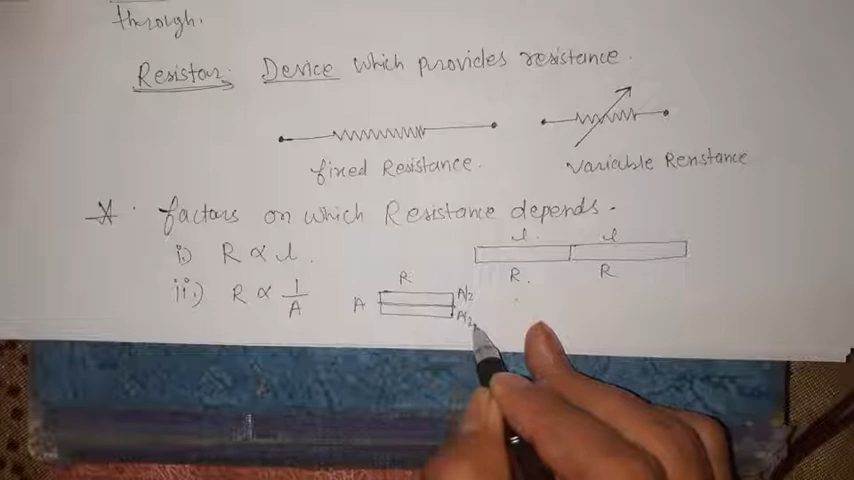 through.
Resistor: Device which provides resistance.
fixed Resistance. variable Resistance
* factors on which Resistance depends.
i) R ∝ l. l. l
R. R
ii) R ∝ 1/A A R A/2 A/2